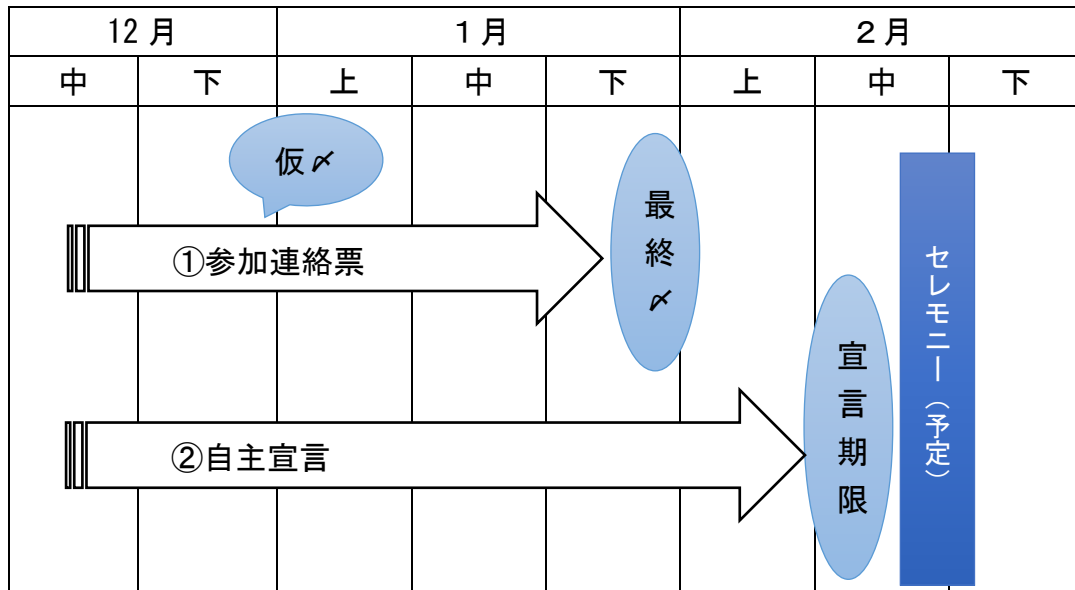 12月 1月 2月
中 下 上 中 下 上 中 下
仮〆
①参加連絡票
最終〆
②自主宣言
宣言期限
セレモニー（予定）